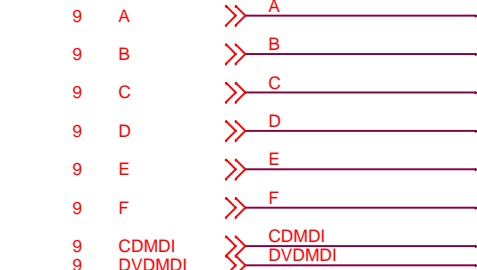 9 A A
9 B B
9 C C
9 D D
9 E E
9 F F
9 CDMDI CDMDI
9 DVDMDI DVDMDI